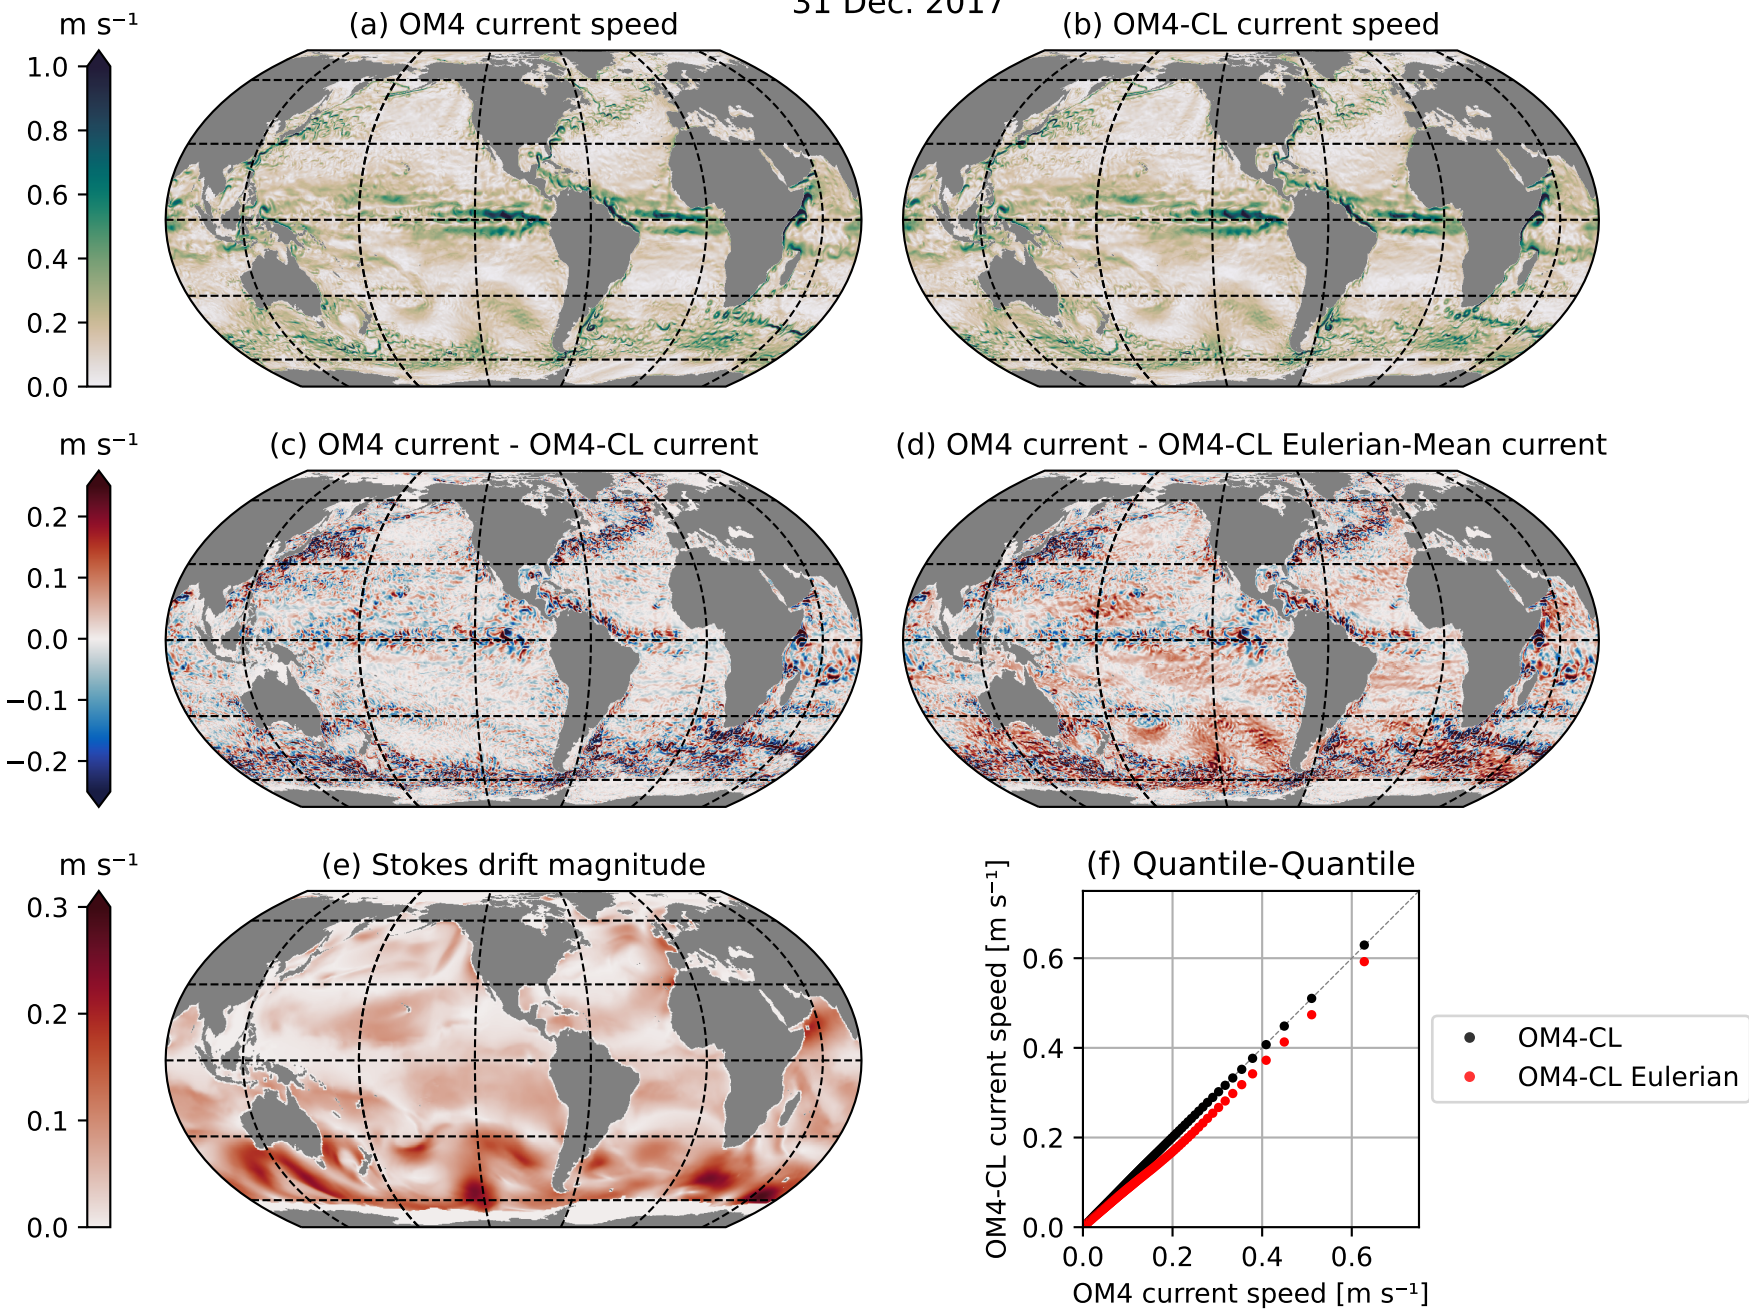 31 Dec. 2017
m s⁻¹
(a) OM4 current speed
(b) OM4-CL current speed
1.0
0.8
0.6
0.4
0.2
0.0
m s⁻¹
(c) OM4 current - OM4-CL current
(d) OM4 current - OM4-CL Eulerian-Mean current
0.2
0.1
0.0
−0.1
−0.2
m s⁻¹
(e) Stokes drift magnitude
(f) Quantile-Quantile
0.3
0.2
0.1
0.0
OM4-CL current speed [m s⁻¹]
0.6
0.4
0.2
0.0
0.0 0.2 0.4 0.6
OM4 current speed [m s⁻¹]
OM4-CL
OM4-CL Eulerian